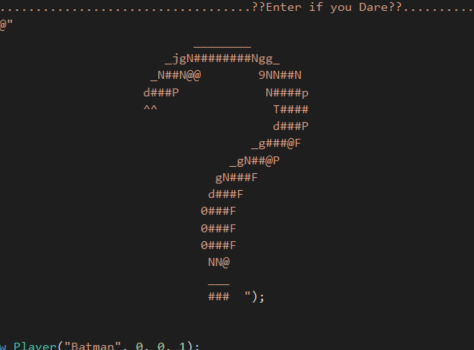 ..................................??Enter if you Dare??..........
@"
                           ________
                       _jgN########Ngg_
                     _N##N@@        9NN##N
                    d###P            N####p
                    ^^                T####
                                      d###P
                                   _g###@F
                                _gN##@P
                              gN###F
                             d###F
                            0###F
                            0###F
                            0###F
                             NN@
                             ___
                             ###  ");
w Player("Batman", 0, 0, 1);